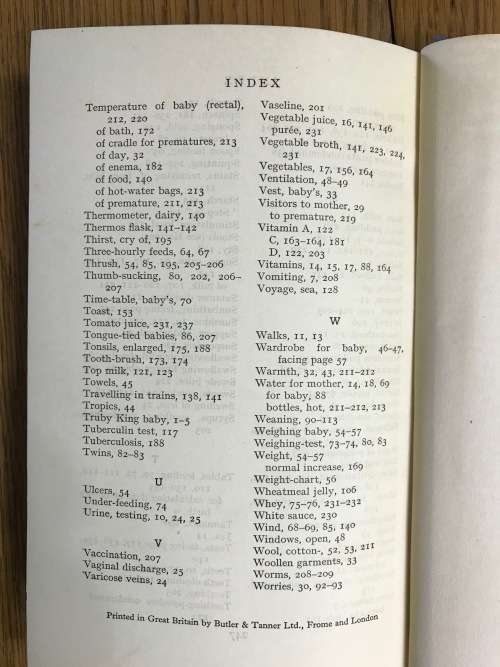 INDEX
Temperature of baby (rectal),
212, 220
of bath, 172
of cradle for prematures, 213
of day, 32
of enema, 182
of food, 140
of hot-water bags, 213
of premature, 211, 213
Thermometer, dairy, 140
Thermos flask, 141–142
Thirst, cry of, 195
Three-hourly feeds, 64, 67
Thrush, 54, 85, 195, 205–206
Thumb-sucking, 80, 202, 206–
207
Time-table, baby's, 70
Toast, 153
Tomato juice, 231, 237
Tongue-tied babies, 86, 207
Tonsils, enlarged, 175, 188
Tooth-brush, 173, 174
Top milk, 121, 123
Towels, 45
Travelling in trains, 138, 141
Tropics, 44
Truby King baby, 1–5
Tuberculin test, 117
Tuberculosis, 188
Twins, 82–83
U
Ulcers, 54
Under-feeding, 74
Urine, testing, 10, 24, 25
V
Vaccination, 207
Vaginal discharge, 25
Varicose veins, 24
Vaseline, 201
Vegetable juice, 16, 141, 146
purée, 231
Vegetable broth, 141, 223, 224,
231
Vegetables, 17, 156, 164
Ventilation, 48–49
Vest, baby's, 33
Visitors to mother, 29
to premature, 219
Vitamin A, 122
C, 163–164, 181
D, 122, 203
Vitamins, 14, 15, 17, 88, 164
Vomiting, 7, 208
Voyage, sea, 128
W
Walks, 11, 13
Wardrobe for baby, 46–47,
facing page 57
Warmth, 32, 43, 211–212
Water for mother, 14, 18, 69
for baby, 88
bottles, hot, 211–212, 213
Weaning, 90–113
Weighing baby, 54–57
Weighing-test, 73–74, 80, 83
Weight, 54–57
normal increase, 169
Weight-chart, 56
Wheatmeal jelly, 106
Whey, 75–76, 231–232
White sauce, 230
Wind, 68–69, 85, 140
Windows, open, 48
Wool, cotton-, 52, 53, 211
Woollen garments, 33
Worms, 208–209
Worries, 30, 92–93
Printed in Great Britain by Butler & Tanner Ltd., Frome and London